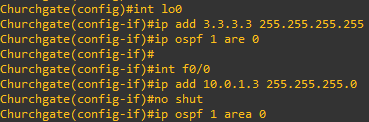 Churchgate(config)#int lo0
Churchgate(config-if)#ip add 3.3.3.3 255.255.255.255
Churchgate(config-if)#ip ospf 1 are 0
Churchgate(config-if)#
Churchgate(config-if)#int f0/0
Churchgate(config-if)#ip add 10.0.1.3 255.255.255.0
Churchgate(config-if)#no shut
Churchgate(config-if)#ip ospf 1 area 0